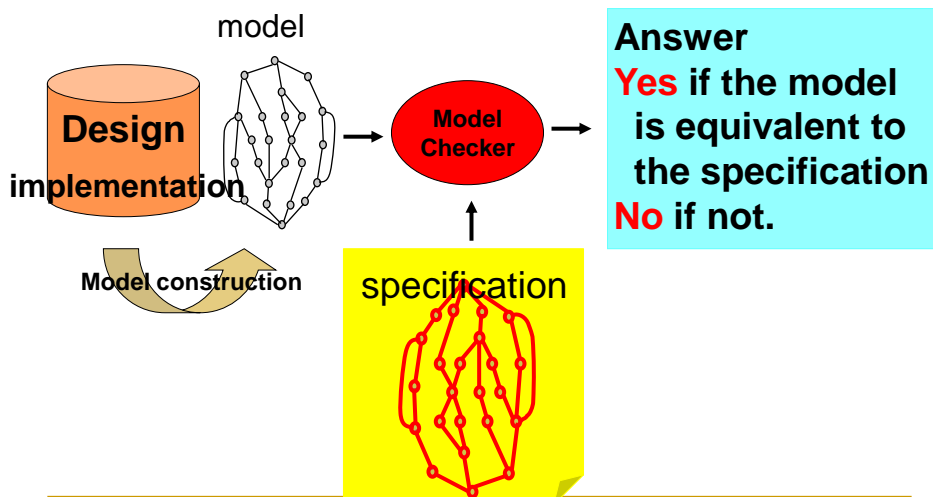 model
Design
implementation
Model construction
Model
Checker
specification
Answer
Yes if the model
is equivalent to
the specification
No if not.